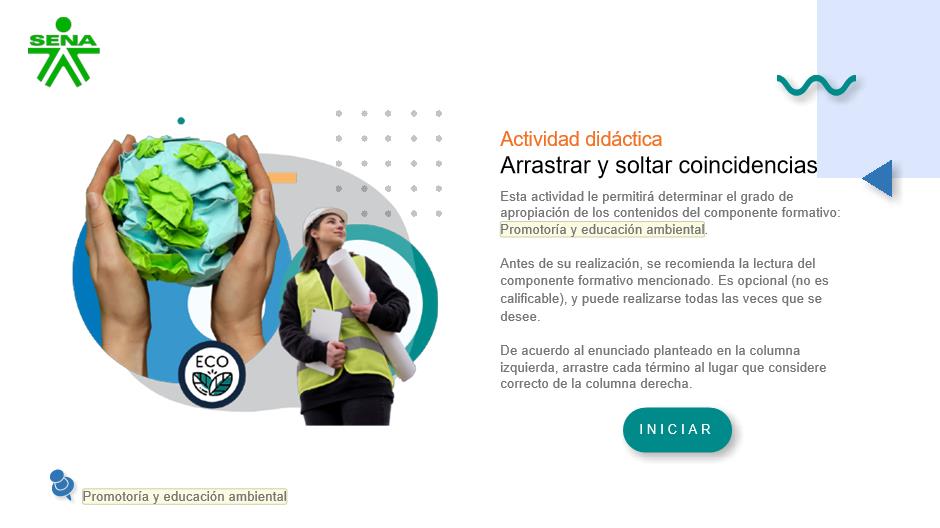 SENA
Actividad didáctica
Arrastrar y soltar coincidencias
Esta actividad le permitirá determinar el grado de
apropiación de los contenidos del componente formativo:
Promotoría y educación ambiental.
Antes de su realización, se recomienda la lectura del
componente formativo mencionado. Es opcional (no es
calificable), y puede realizarse todas las veces que se
desee.
De acuerdo al enunciado planteado en la columna
izquierda, arrastre cada término al lugar que considere
correcto de la columna derecha.
ECO
INICIAR
Promotoría y educación ambiental